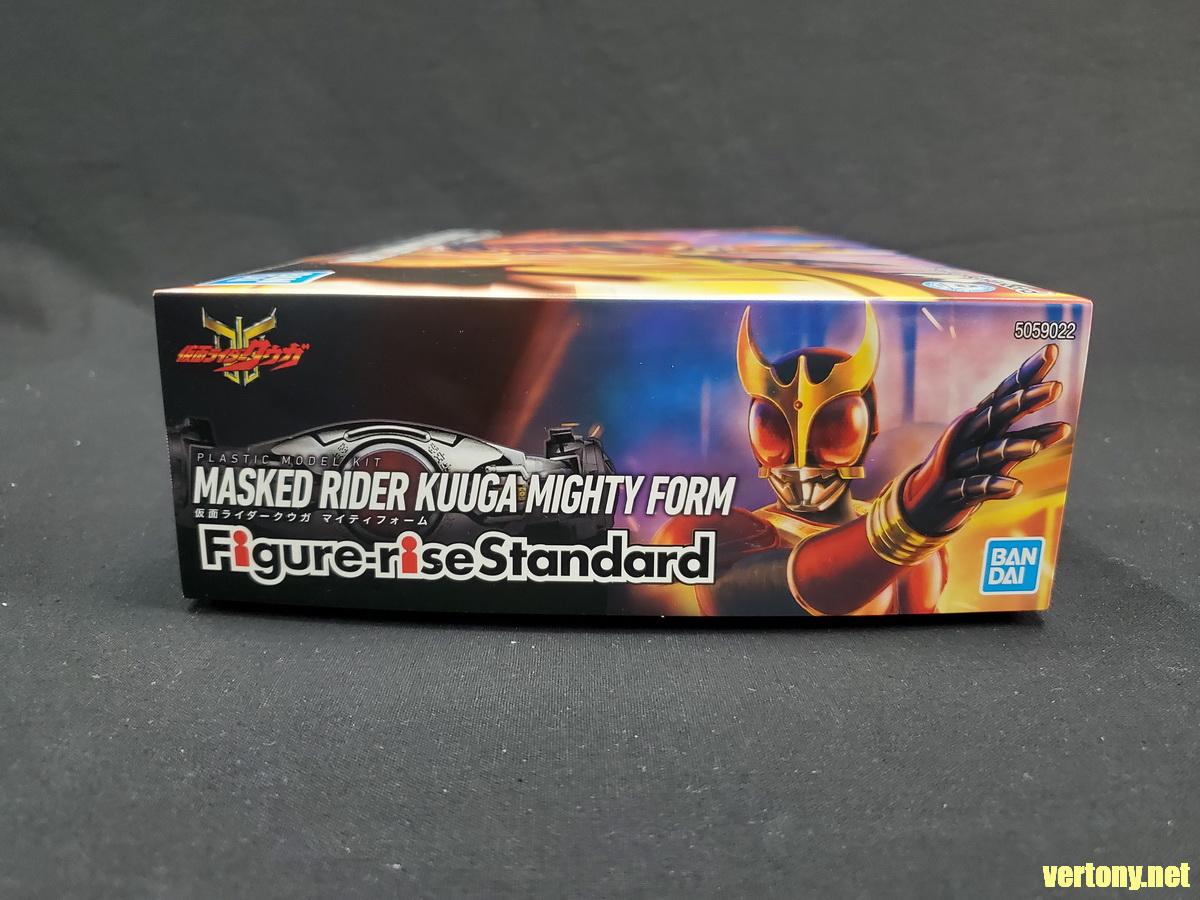 仮面ライダークウガ
5059022
PLASTIC MODEL KIT
MASKED RIDER KUUGA MIGHTY FORM
仮面ライダークウガ マイティフォーム
Figure-riseStandard
BAN
DAI
vertony.net